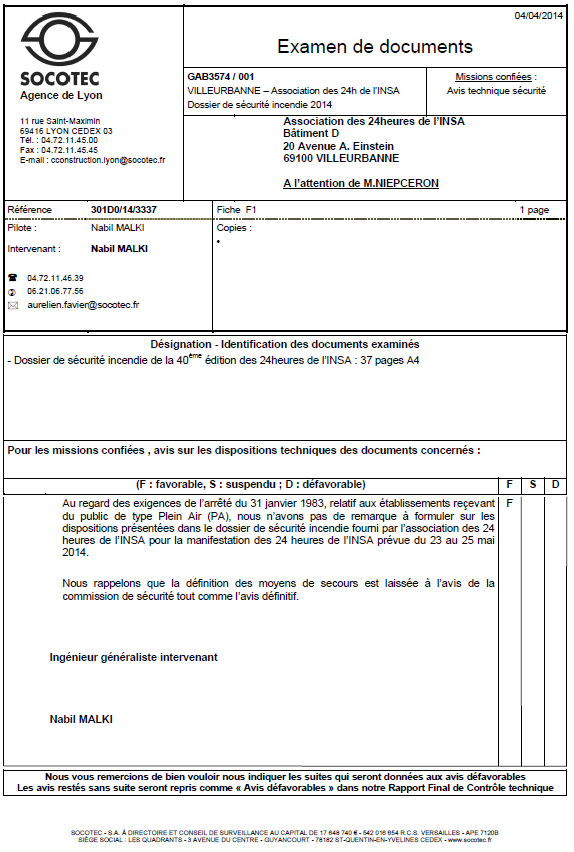 04/04/2014
SOCOTEC
Agence de Lyon
11 rue Saint-Maximin
69416 LYON CEDEX 03
Tél. : 04.72.11.45.00
Fax : 04.72.11.45.45
E-mail : cconstruction.lyon@socotec.fr
Examen de documents
GAB3574 / 001
VILLEURBANNE – Association des 24h de l'INSA
Dossier de sécurité incendie 2014
Missions confiées :
Avis technique sécurité
Association des 24heures de l'INSA
Bâtiment D
20 Avenue A. Einstein
69100 VILLEURBANNE
A l'attention de M.NIEPCERON
Référence 301D0/14/3337 Fiche F1 1 page
Pilote : Nabil MALKI
Intervenant : Nabil MALKI
04.72.11.46.39
06.21.06.77.56
aurelien.favier@socotec.fr
Copies :
•
Désignation - Identification des documents examinés
- Dossier de sécurité incendie de la 40ème édition des 24heures de l'INSA : 37 pages A4
Pour les missions confiées , avis sur les dispositions techniques des documents concernés :
(F : favorable, S : suspendu ; D : défavorable) F S D
Au regard des exigences de l'arrêté du 31 janvier 1983, relatif aux établissements reçevant F
du public de type Plein Air (PA), nous n'avons pas de remarque à formuler sur les
dispositions présentées dans le dossier de sécurité incendie fourni par l'association des 24
heures de l'INSA pour la manifestation des 24 heures de l'INSA prévue du 23 au 25 mai
2014.
Nous rappelons que la définition des moyens de secours est laissée à l'avis de la
commission de sécurité tout comme l'avis définitif.
Ingénieur généraliste intervenant
Nabil MALKI
Nous vous remercions de bien vouloir nous indiquer les suites qui seront données aux avis défavorables
Les avis restés sans suite seront repris comme « Avis défavorables » dans notre Rapport Final de Contrôle technique
SOCOTEC - S.A. À DIRECTOIRE ET CONSEIL DE SURVEILLANCE AU CAPITAL DE 17 648 740 € - 542 016 654 R.C.S. VERSAILLES - APE 7120B
SIÈGE SOCIAL : LES QUADRANTS - 3 AVENUE DU CENTRE - GUYANCOURT - 78182 ST-QUENTIN-EN-YVELINES CEDEX - www.socotec.fr